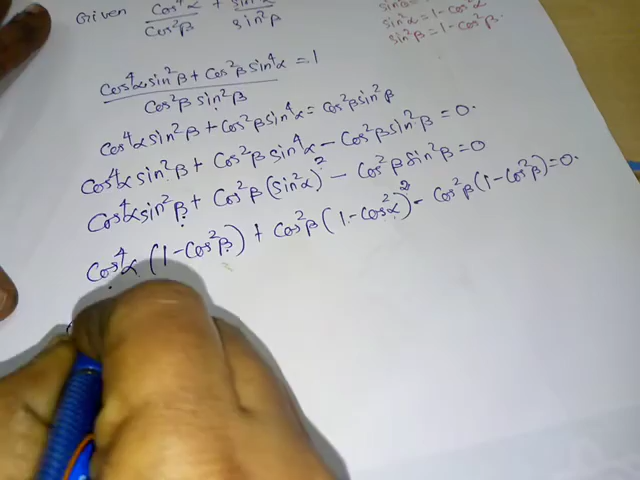 Given cos⁴α/cos²β + sin⁴α/sin²β
sin²α = 1 - cos²α
sin²β = 1 - cos²β.
cos⁴α sin²β + cos²β sin⁴α / cos²β sin²β = 1
cos⁴α sin²β + cos²β sin⁴α = cos²β sin²β
cos⁴α sin²β + cos²β sin⁴α - cos²β sin²β = 0.
cos⁴α sin²β + cos²β (sin²α)² - cos²β sin²β = 0
cos⁴α (1 - cos²β) + cos²β (1 - cos²α)² - cos²β (1 - cos²β) = 0.